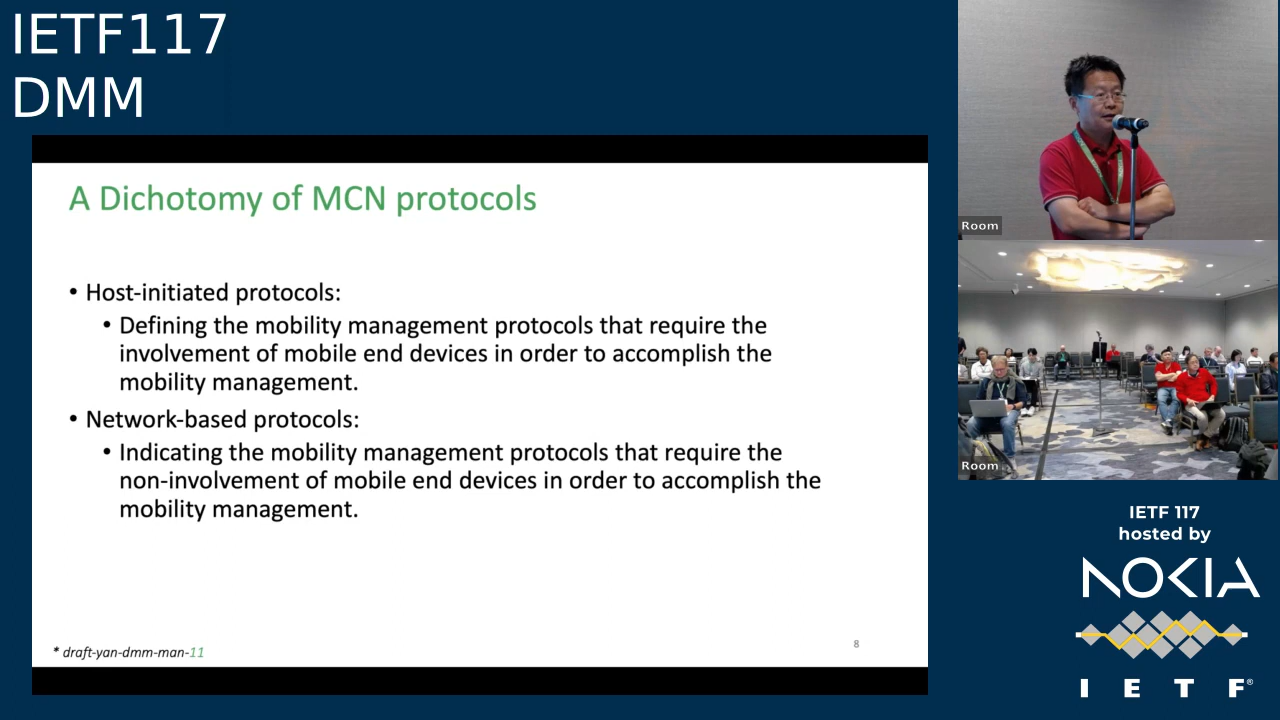 IETF117
DMM
A Dichotomy of MCN protocols
• Host-initiated protocols:
• Defining the mobility management protocols that require the
involvement of mobile end devices in order to accomplish the
mobility management.
• Network-based protocols:
• Indicating the mobility management protocols that require the
non-involvement of mobile end devices in order to accomplish the
mobility management.
* draft-yan-dmm-man-11
8
Room
Room
IETF 117
hosted by
NOKIA
I E T F®